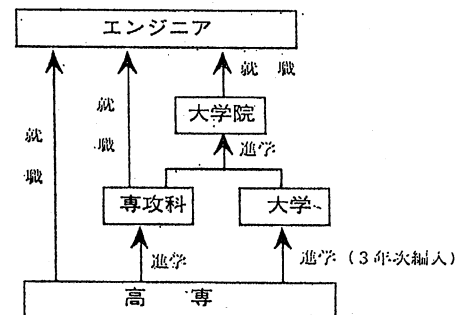 エンジニア
就職
就職
就職
大学院
進学
専攻科
大学
進学
進学(3年次編入)
高専